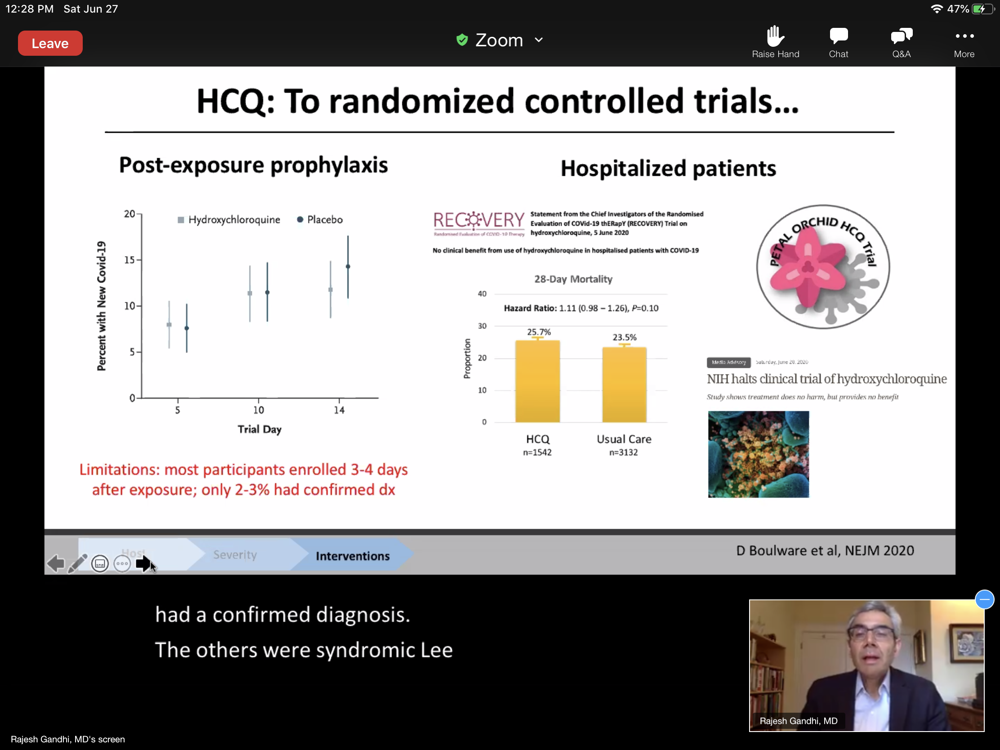 12:28 PM Sat Jun 27
47%
Leave
Zoom
Raise Hand
Chat
Q&A
More
HCQ: To randomized controlled trials...
Post-exposure prophylaxis
Hydroxychloroquine
Placebo
Percent with New Covid-19
20
15
10
5
0
5
10
14
Trial Day
Limitations: most participants enrolled 3-4 days
after exposure; only 2-3% had confirmed dx
Hospitalized patients
RECOVERY
Randomised Evaluation of COVID-19 Therapy
Statement from the Chief Investigators of the Randomised
Evaluation of COVid-19 thERapY (RECOVERY) Trial on
hydroxychloroquine, 5 June 2020
No clinical benefit from use of hydroxychloroquine in hospitalised patients with COVID-19
28-Day Mortality
Hazard Ratio: 1.11 (0.98 – 1.26), P=0.10
Proportion
40
30
20
10
0
25.7%
23.5%
HCQ
n=1542
Usual Care
n=3132
PETAL ORCHID HCQ Trial
Media Advisory
Saturday, June 20, 2020
NIH halts clinical trial of hydroxychloroquine
Study shows treatment does no harm, but provides no benefit
Host
Severity
Interventions
D Boulware et al, NEJM 2020
had a confirmed diagnosis.
The others were syndromic Lee
Rajesh Gandhi, MD
Rajesh Gandhi, MD's screen